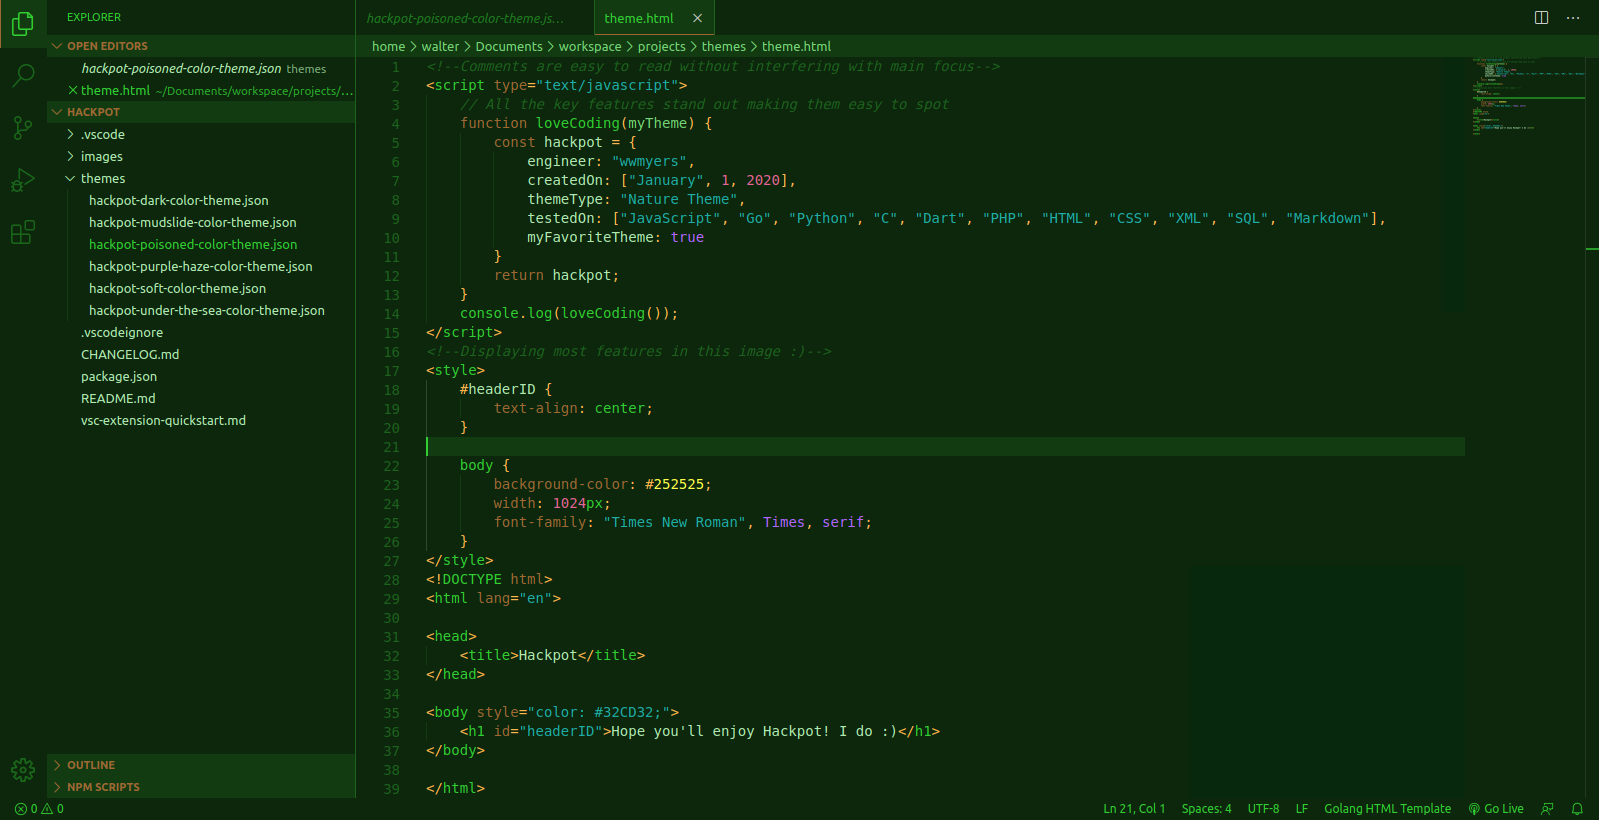 EXPLORER
OPEN EDITORS
hackpot-poisoned-color-theme.json themes
theme.html ~/Documents/workspace/projects/...
HACKPOT
.vscode
images
themes
hackpot-dark-color-theme.json
hackpot-mudslide-color-theme.json
hackpot-poisoned-color-theme.json
hackpot-purple-haze-color-theme.json
hackpot-soft-color-theme.json
hackpot-under-the-sea-color-theme.json
.vscodeignore
CHANGELOG.md
package.json
README.md
vsc-extension-quickstart.md
OUTLINE
NPM SCRIPTS
hackpot-poisoned-color-theme.js...
theme.html
home > walter > Documents > workspace > projects > themes > theme.html
1 <!--Comments are easy to read without interfering with main focus-->
2 <script type="text/javascript">
3     // All the key features stand out making them easy to spot
4     function loveCoding(myTheme) {
5         const hackpot = {
6             engineer: "wwmyers",
7             createdOn: ["January", 1, 2020],
8             themeType: "Nature Theme",
9             testedOn: ["JavaScript", "Go", "Python", "C", "Dart", "PHP", "HTML", "CSS", "XML", "SQL", "Markdown"],
10             myFavoriteTheme: true
11         }
12         return hackpot;
13     }
14     console.log(loveCoding());
15 </script>
16 <!--Displaying most features in this image :)-->
17 <style>
18     #headerID {
19         text-align: center;
20     }
21
22     body {
23         background-color: #252525;
24         width: 1024px;
25         font-family: "Times New Roman", Times, serif;
26     }
27 </style>
28 <!DOCTYPE html>
29 <html lang="en">
30
31 <head>
32     <title>Hackpot</title>
33 </head>
34
35 <body style="color: #32CD32;">
36     <h1 id="headerID">Hope you'll enjoy Hackpot! I do :)</h1>
37 </body>
38
39 </html>
0 0
Ln 21, Col 1 Spaces: 4 UTF-8 LF Golang HTML Template Go Live